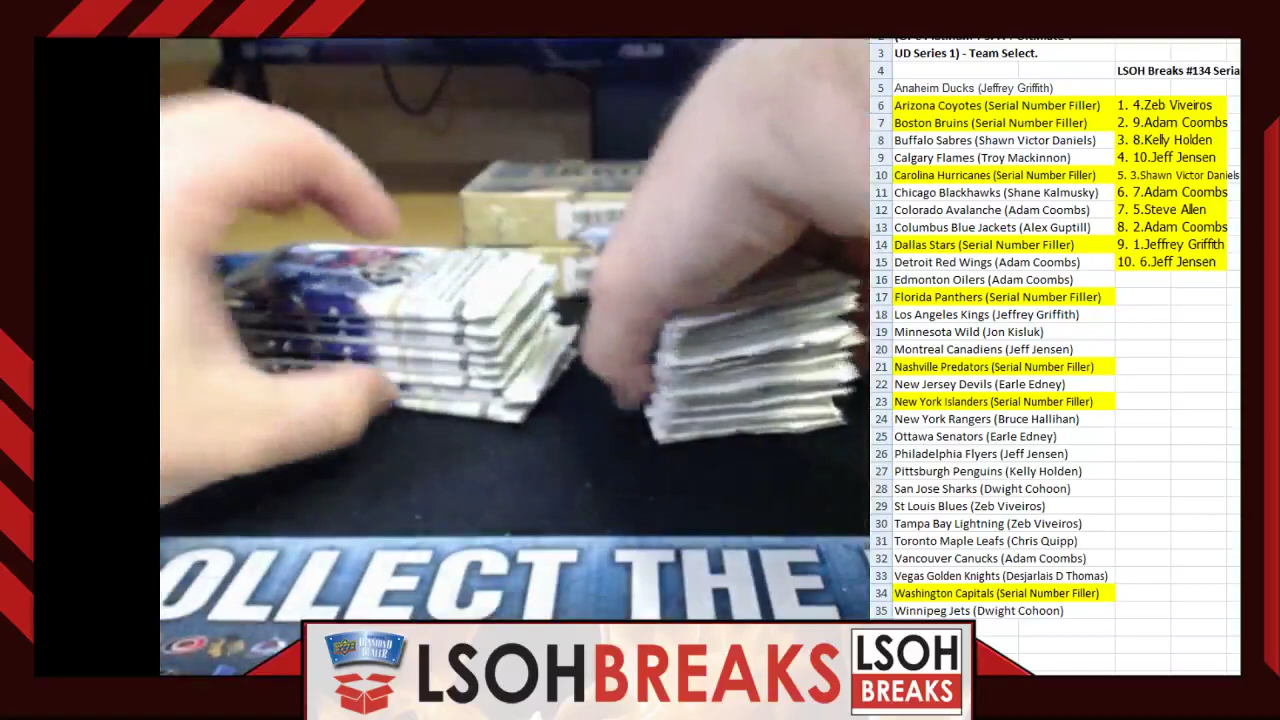 3 UD Series 1) - Team Select.
4 LSOH Breaks #134 Seria
5 Anaheim Ducks (Jeffrey Griffith)
6 Arizona Coyotes (Serial Number Filler) 1. 4.Zeb Viveiros
7 Boston Bruins (Serial Number Filler) 2. 9.Adam Coombs
8 Buffalo Sabres (Shawn Victor Daniels) 3. 8.Kelly Holden
9 Calgary Flames (Troy Mackinnon) 4. 10.Jeff Jensen
10 Carolina Hurricanes (Serial Number Filler) 5. 3.Shawn Victor Daniels
11 Chicago Blackhawks (Shane Kalmusky) 6. 7.Adam Coombs
12 Colorado Avalanche (Adam Coombs) 7. 5.Steve Allen
13 Columbus Blue Jackets (Alex Guptill) 8. 2.Adam Coombs
14 Dallas Stars (Serial Number Filler) 9. 1.Jeffrey Griffith
15 Detroit Red Wings (Adam Coombs) 10. 6.Jeff Jensen
16 Edmonton Oilers (Adam Coombs)
17 Florida Panthers (Serial Number Filler)
18 Los Angeles Kings (Jeffrey Griffith)
19 Minnesota Wild (Jon Kisluk)
20 Montreal Canadiens (Jeff Jensen)
21 Nashville Predators (Serial Number Filler)
22 New Jersey Devils (Earle Edney)
23 New York Islanders (Serial Number Filler)
24 New York Rangers (Bruce Hallihan)
25 Ottawa Senators (Earle Edney)
26 Philadelphia Flyers (Jeff Jensen)
27 Pittsburgh Penguins (Kelly Holden)
28 San Jose Sharks (Dwight Cohoon)
29 St Louis Blues (Zeb Viveiros)
30 Tampa Bay Lightning (Zeb Viveiros)
31 Toronto Maple Leafs (Chris Quipp)
32 Vancouver Canucks (Adam Coombs)
33 Vegas Golden Knights (Desjarlais D Thomas)
34 Washington Capitals (Serial Number Filler)
35 Winnipeg Jets (Dwight Cohoon)
OLLECT THE
DIAMOND
DEALER
LSOHBREAKS
LSOH
BREAKS